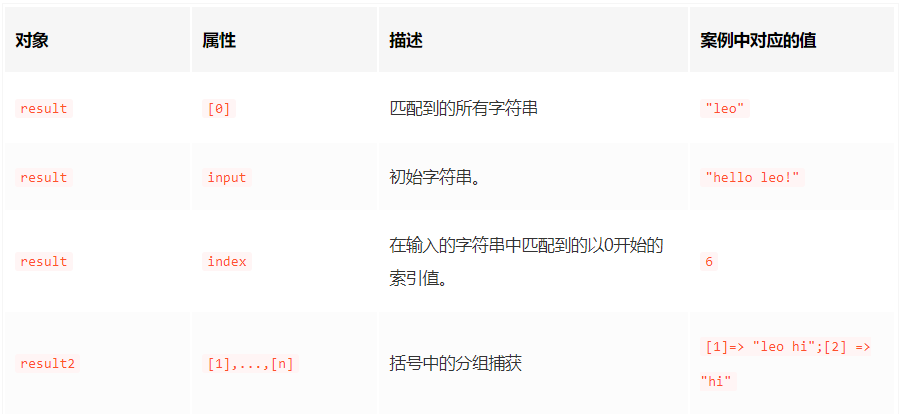 对象 属性 描述 案例中对应的值
result [0] 匹配到的所有字符串 "leo"
result input 初始字符串。 "hello leo!"
result index 在输入的字符串中匹配到的以0开始的
索引值。 6
result2 [1],...,[n] 括号中的分组捕获 [1]=> "leo hi";[2] =>
"hi"